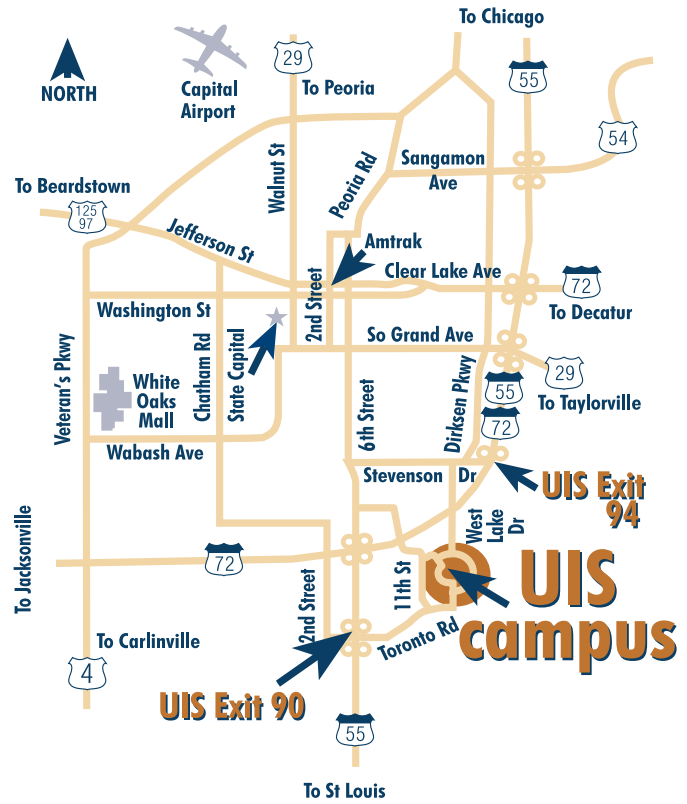 To Chicago
29
55
NORTH
Capital
Airport
To Peoria
54
Walnut St
Peoria Rd
Sangamon
Ave
To Beardstown
125
97
Jefferson St
Amtrak
Clear Lake Ave
72
Washington St
2nd Street
To Decatur
State Capital
So Grand Ave
Veteran's Pkwy
Chatham Rd
White
Oaks
Mall
6th Street
Dirksen Pkwy
29
55
To Taylorville
72
Wabash Ave
Stevenson Dr
UIS Exit
94
West
Lake
Dr
To Jacksonville
72
2nd Street
11th St
UIS
campus
To Carlinville
Toronto Rd
4
UIS Exit 90
55
To St Louis